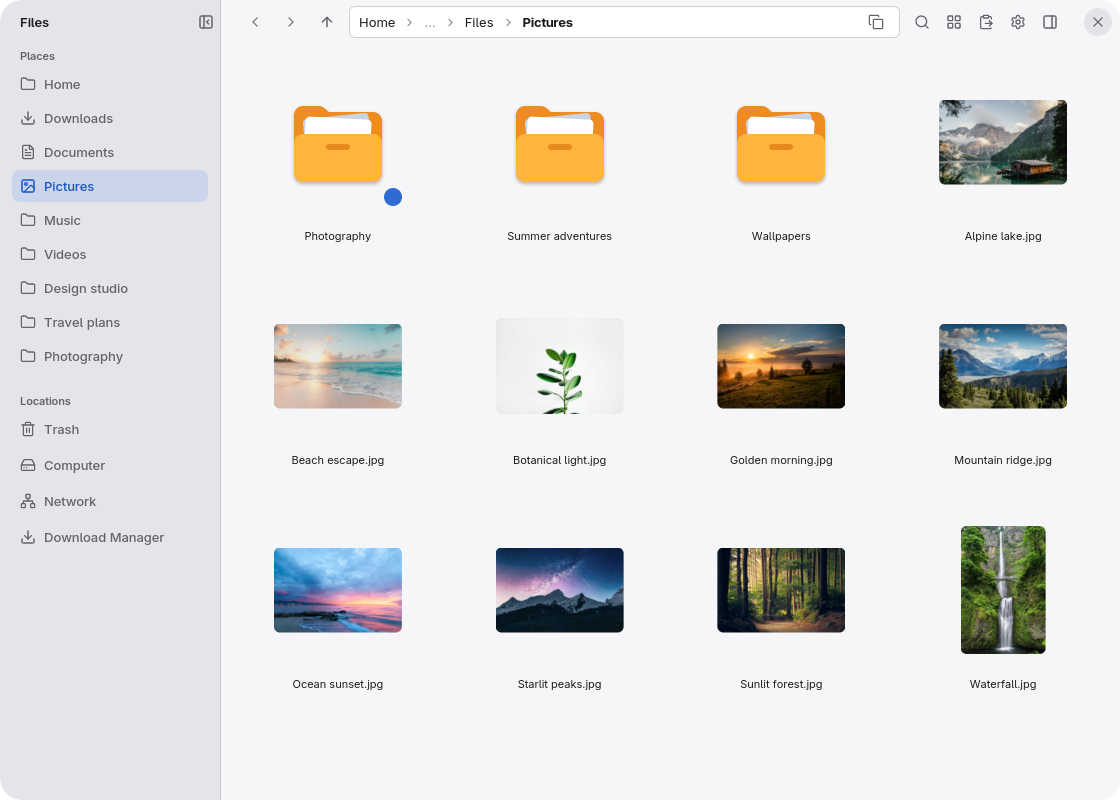 Files
Home
...
Files
Pictures
Places
Home
Downloads
Documents
Pictures
Music
Videos
Design studio
Travel plans
Photography
Locations
Trash
Computer
Network
Download Manager
Photography
Summer adventures
Wallpapers
Alpine lake.jpg
Beach escape.jpg
Botanical light.jpg
Golden morning.jpg
Mountain ridge.jpg
Ocean sunset.jpg
Starlit peaks.jpg
Sunlit forest.jpg
Waterfall.jpg